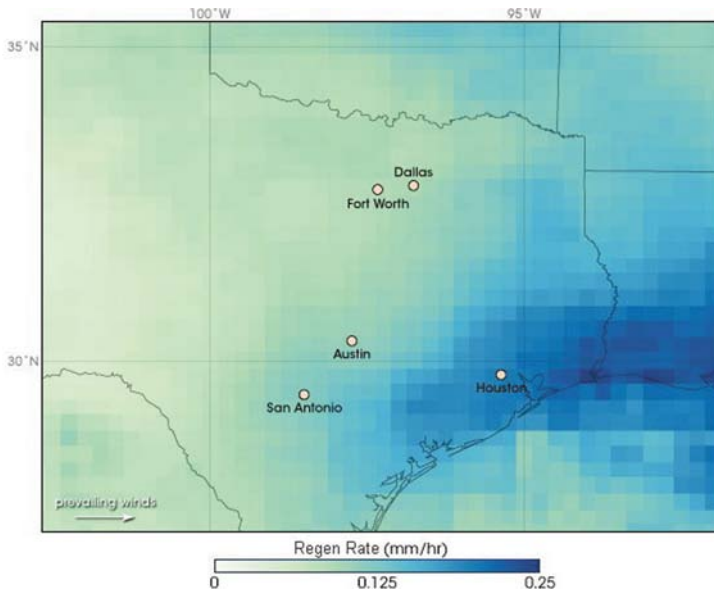 100°W 95°W
35°N
Dallas
Fort Worth
Austin
30°N
Houston
San Antonio
prevailing winds
Regen Rate (mm/hr)
0 0.125 0.25